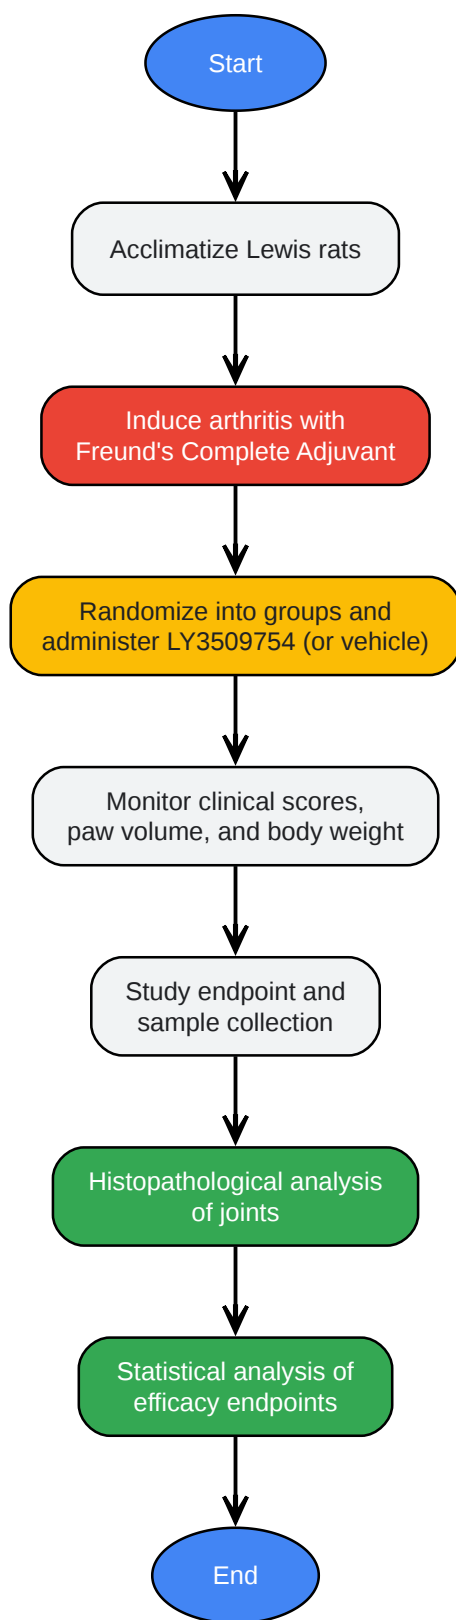 Start
Acclimatize Lewis rats
Induce arthritis with
Freund's Complete Adjuvant
Randomize into groups and
administer LY3509754 (or vehicle)
Monitor clinical scores,
paw volume, and body weight
Study endpoint and
sample collection
Histopathological analysis
of joints
Statistical analysis of
efficacy endpoints
End